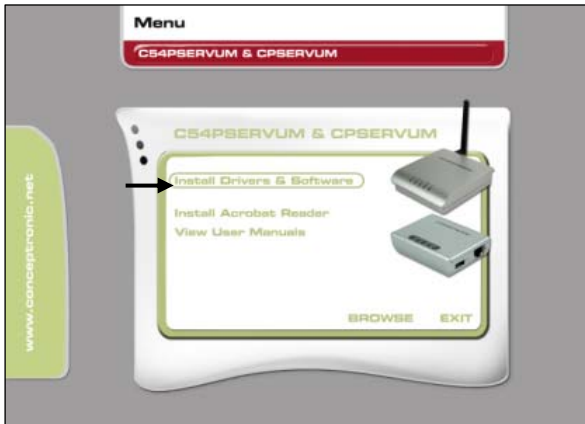 Menu
C54PSERVUM & CPSERVUM
C54PSERVUM & CPSERVUM
Install Drivers & Software
Install Acrobat Reader
View User Manuals
BROWSE EXIT
www.conceptronic.net